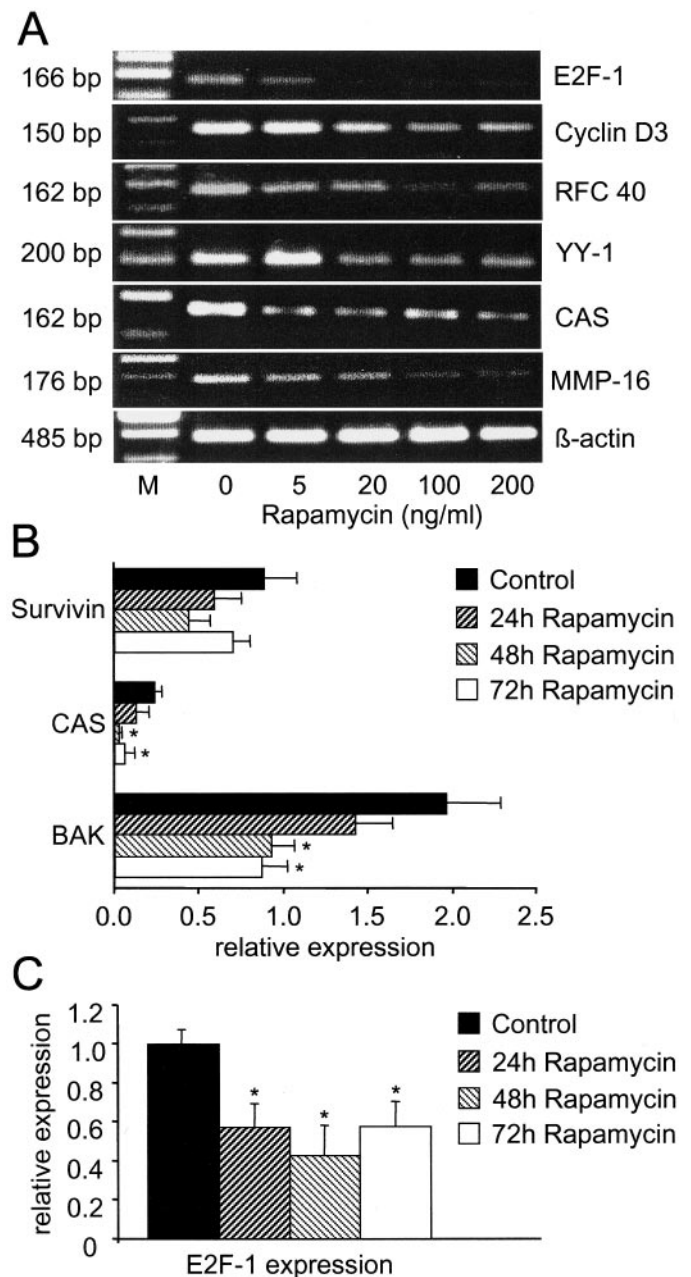 A
166 bp E2F-1
150 bp Cyclin D3
162 bp RFC 40
200 bp YY-1
162 bp CAS
176 bp MMP-16
485 bp ß-actin
M 0 5 20 100 200
Rapamycin (ng/ml)
B
Survivin
CAS
BAK
*
*
*
*
Control
24h Rapamycin
48h Rapamycin
72h Rapamycin
0.0 0.5 1.0 1.5 2.0 2.5
relative expression
C
relative expression
1.2
1.0
0.8
0.6
0.4
0.2
0
* * *
Control
24h Rapamycin
48h Rapamycin
72h Rapamycin
E2F-1 expression